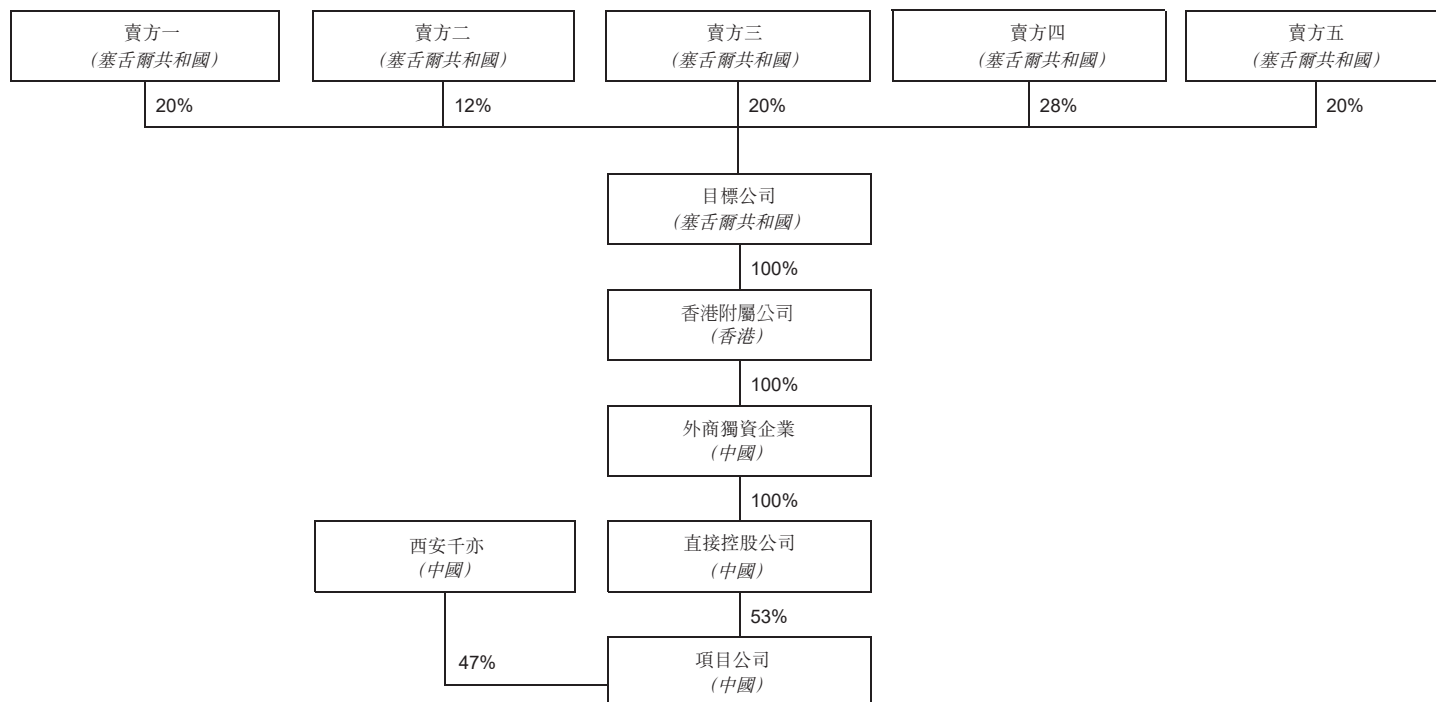 賣方一
(塞舌爾共和國)
賣方二
(塞舌爾共和國)
賣方三
(塞舌爾共和國)
賣方四
(塞舌爾共和國)
賣方五
(塞舌爾共和國)
20%
12%
20%
28%
20%
目標公司
(塞舌爾共和國)
100%
香港附屬公司
(香港)
100%
外商獨資企業
(中國)
100%
西安千亦
(中國)
直接控股公司
(中國)
53%
47%
項目公司
(中國)